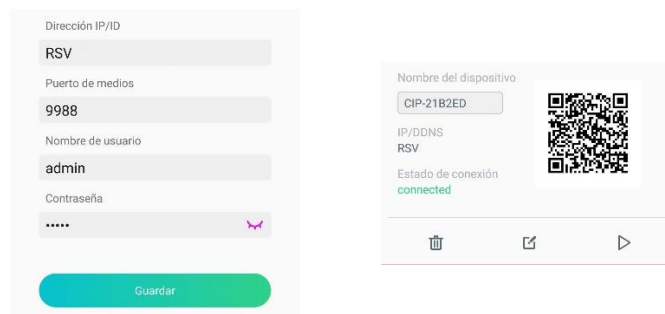 Dirección IP/ID
RSV
Puerto de medios
9988
Nombre de usuario
admin
Contraseña
•••••
Guardar
Nombre del dispositivo
CIP-21B2ED
IP/DDNS
RSV
Estado de conexión
connected